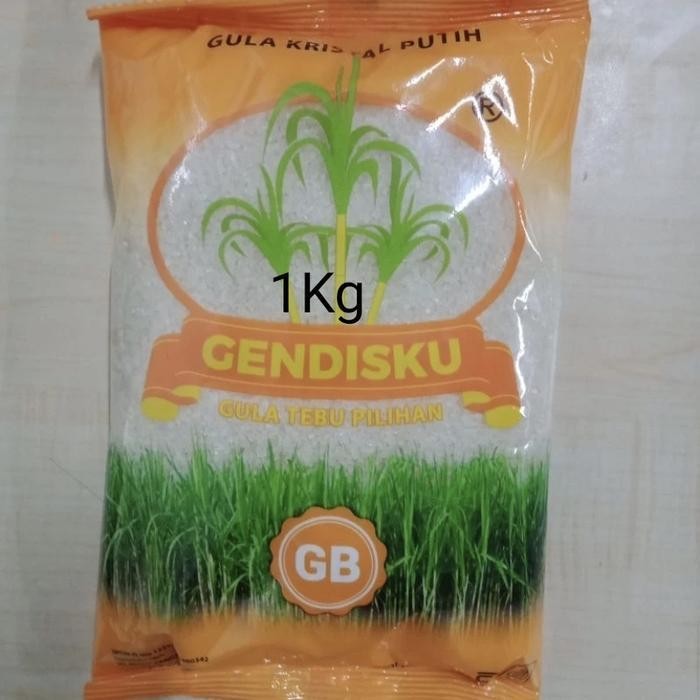 GULA KRISTAL PUTIH
®
1Kg
GENDISKU
GULA TEBU PILIHAN
GB